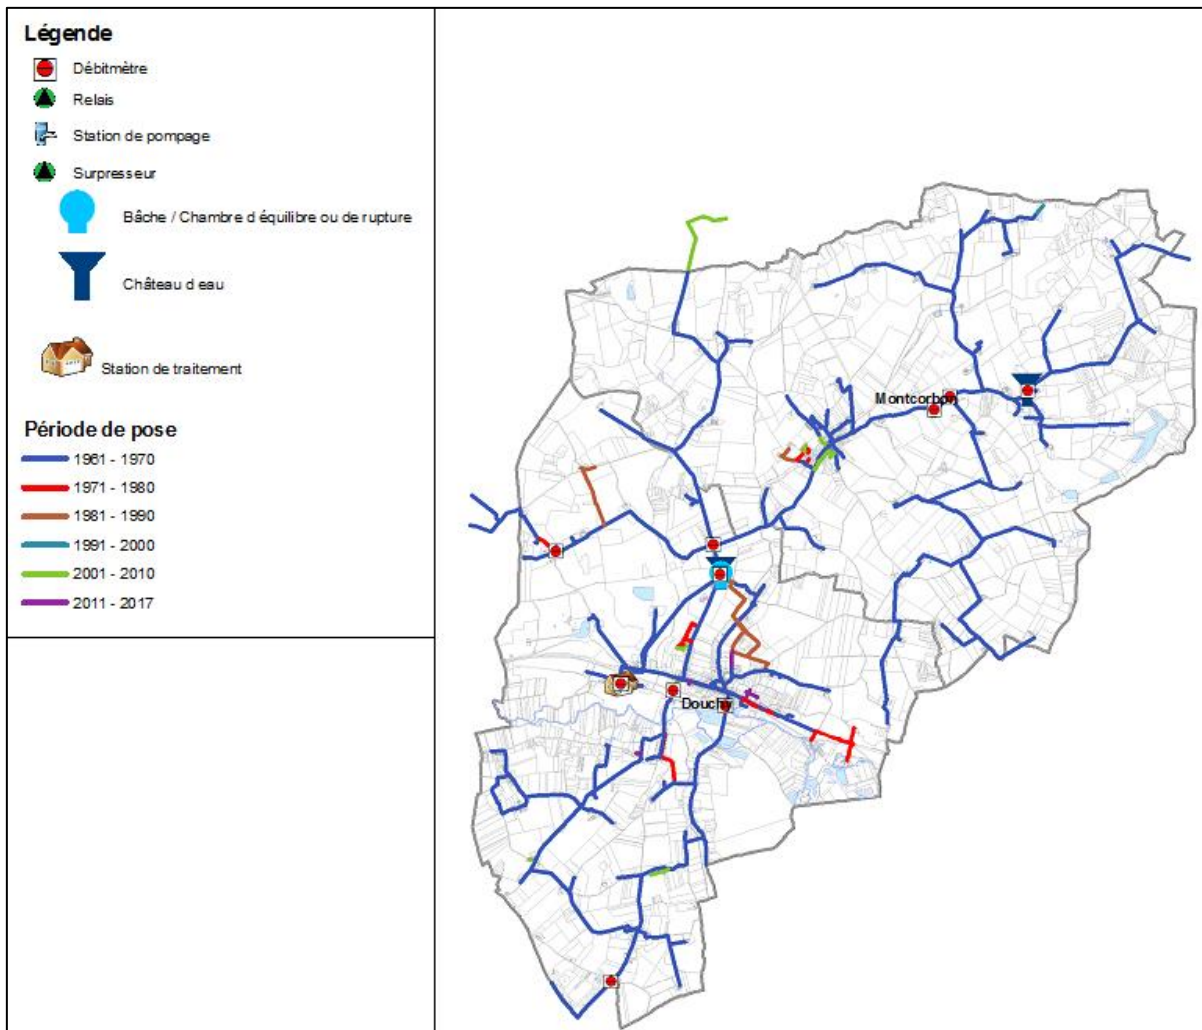 Légende
Débitmètre
Relais
Station de pompage
Surpresseur
Bâche / Chambre d équilibre ou de rupture
Château d eau
Station de traitement
Période de pose
1961 - 1970
1971 - 1980
1981 - 1990
1991 - 2000
2001 - 2010
2011 - 2017
Montcorbon
Douchy